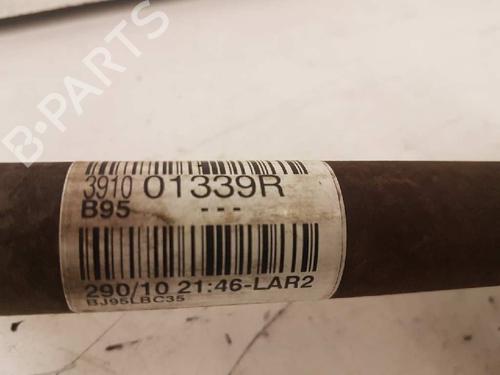 B-PARTS
3910 01339R
B95 ---
290/10 21:46-LAR2
BJ95LBC35